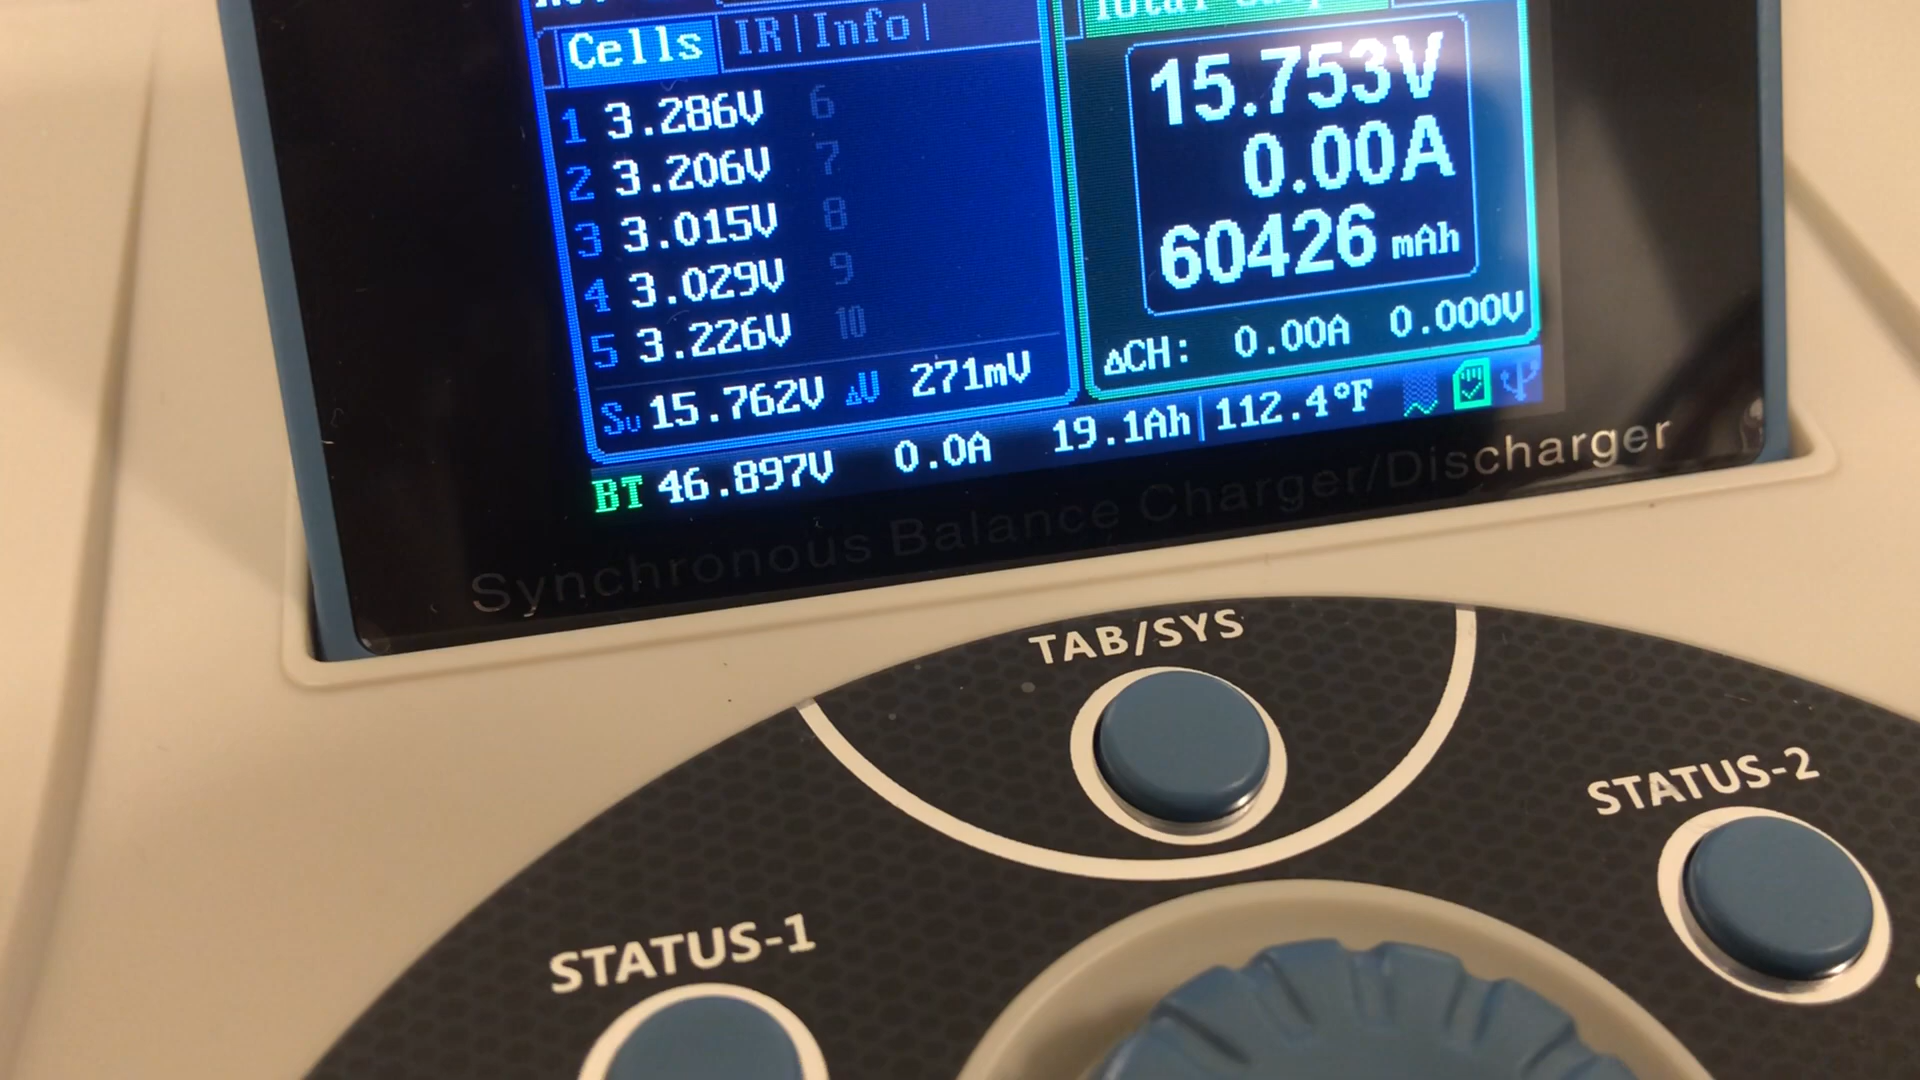 Cells IR|Info|
1 3.286V 6
2 3.206V 7
3 3.015V 8
4 3.029V 9
5 3.226V 10
Sυ 15.762V ΔV 271mV
15.753V
0.00A
60426 mAh
ΔCH: 0.00A 0.000V
BT 46.897V 0.0A 19.1Ah|112.4°F
Synchronous Balance Charger/Discharger
TAB/SYS
STATUS-2
STATUS-1